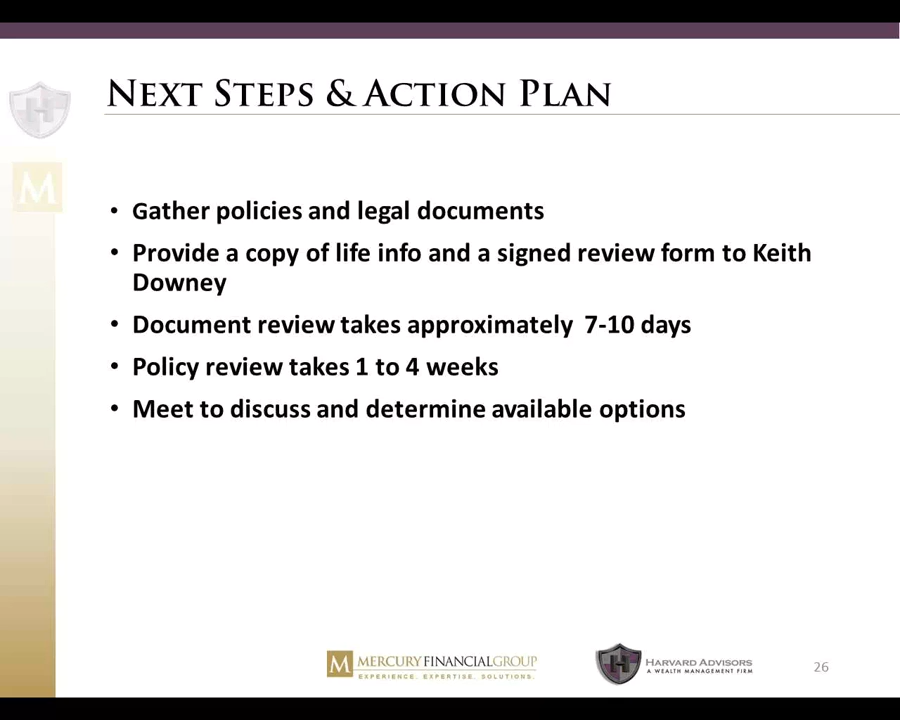 Next Steps & Action Plan
M
• Gather policies and legal documents
• Provide a copy of life info and a signed review form to Keith
Downey
• Document review takes approximately  7-10 days
• Policy review takes 1 to 4 weeks
• Meet to discuss and determine available options
M MERCURY FINANCIAL GROUP
EXPERIENCE. EXPERTISE. SOLUTIONS.
H HARVARD ADVISORS
A WEALTH MANAGEMENT FIRM
26